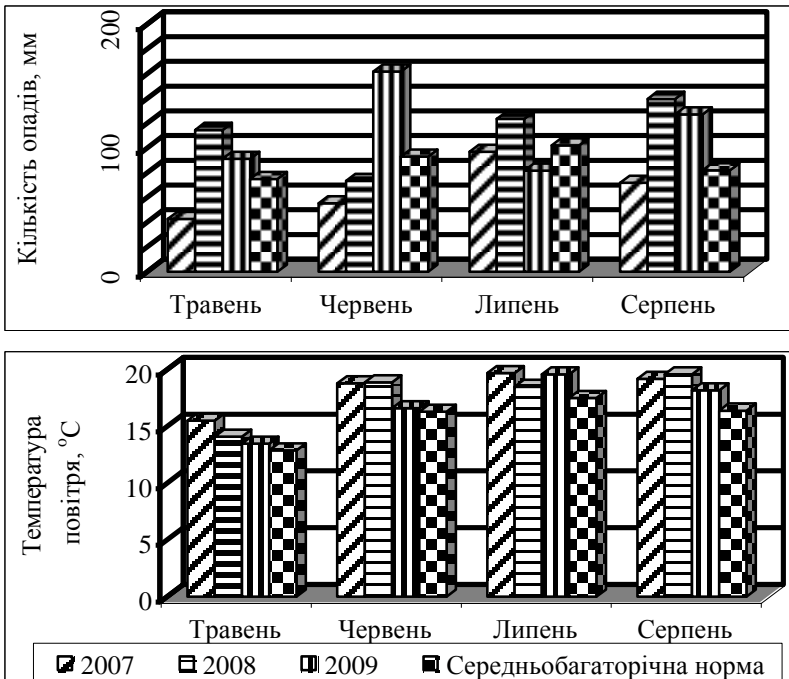 Кількість опадів, мм
200
100
0
Травень Червень Липень Серпень
Температура
повітря, °C
20
15
10
5
0
Травень Червень Липень Серпень
2007 2008 2009 Середньобагаторічна норма